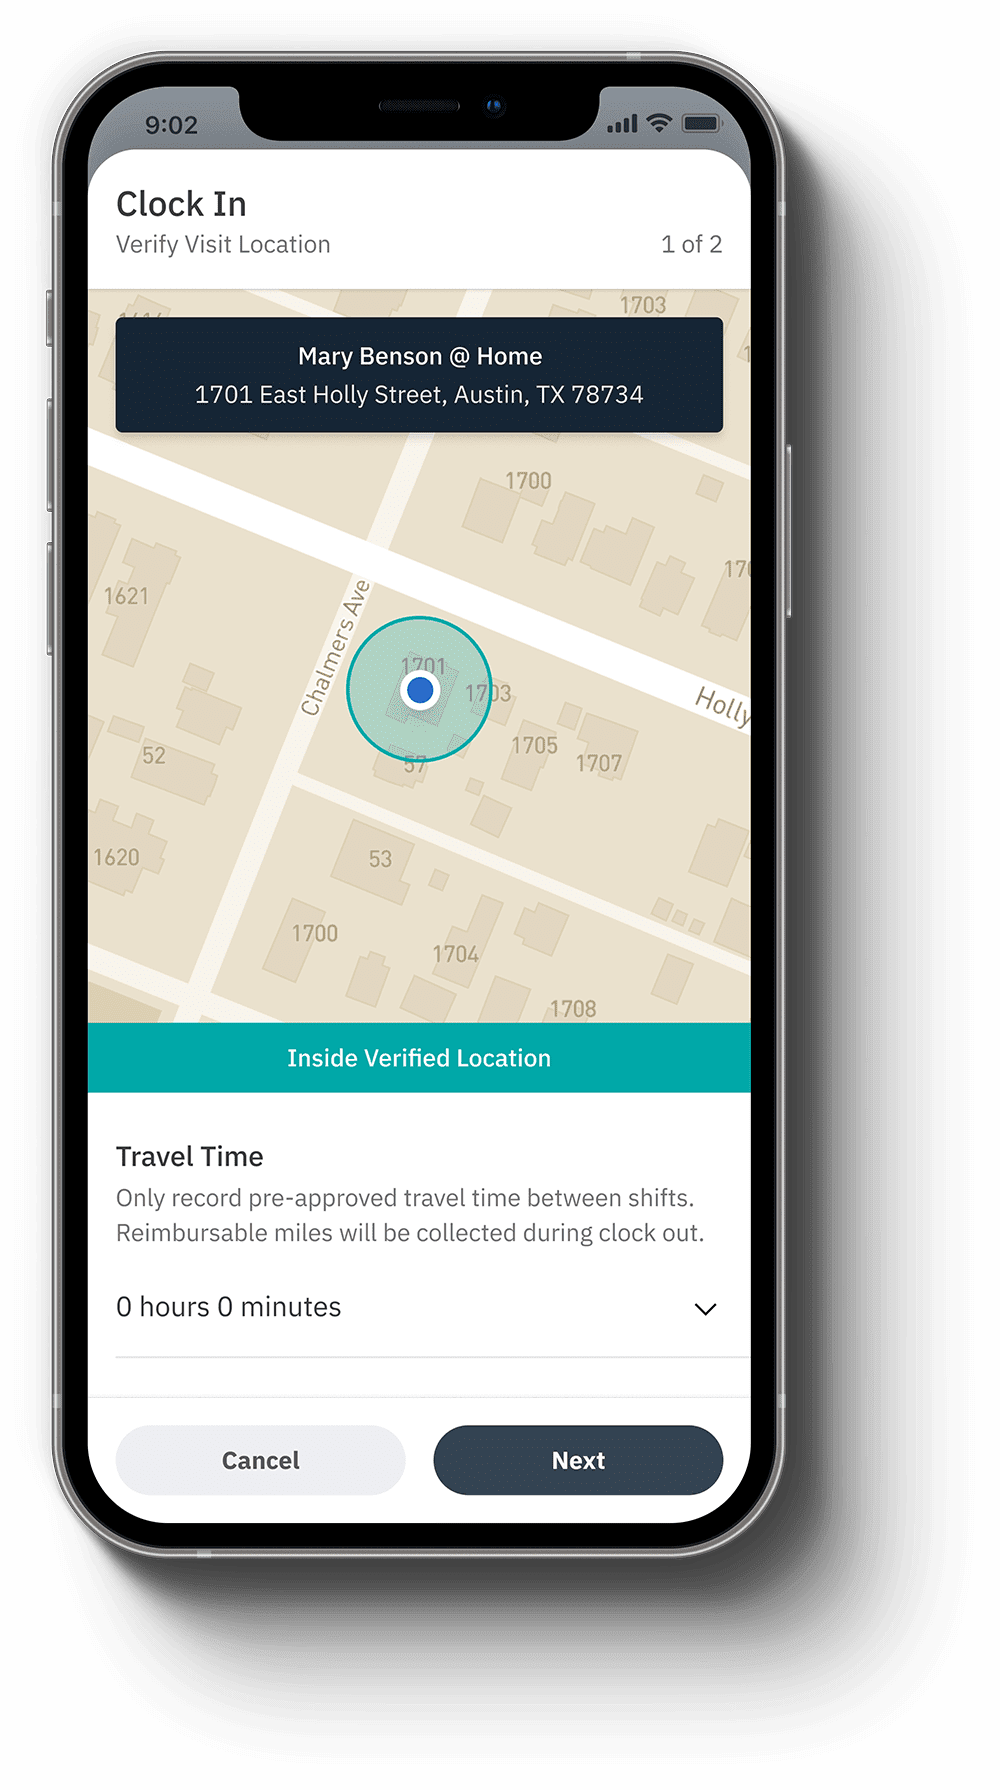 9:02
Clock In
Verify Visit Location
1 of 2
1703
Mary Benson @ Home
1701 East Holly Street, Austin, TX 78734
1700
1621
Chalmers Ave
1701
1703
Holly
1705
1707
52
57
1620
53
1700
1704
1708
Inside Verified Location
Travel Time
Only record pre-approved travel time between shifts.
Reimbursable miles will be collected during clock out.
0 hours 0 minutes
Cancel
Next